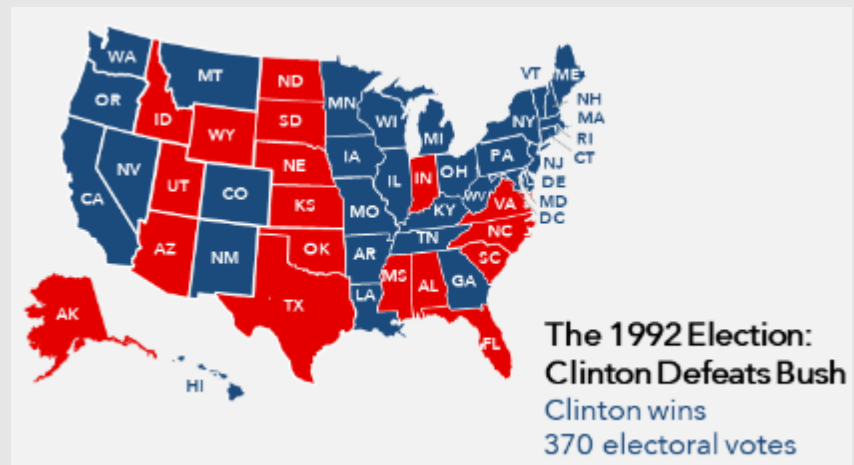 WA
MT
ND
MN
VT
ME
OR
ID
SD
WI
NY
NH
MA
WY
MI
RI
CT
NE
IA
PA
NJ
NV
UT
CO
IL
IN
OH
DE
CA
KS
MO
WV
VA
MD
KY
DC
AZ
NM
OK
AR
TN
NC
MS
AL
GA
SC
TX
LA
AK
FL
HI
The 1992 Election:
Clinton Defeats Bush
Clinton wins
370 electoral votes